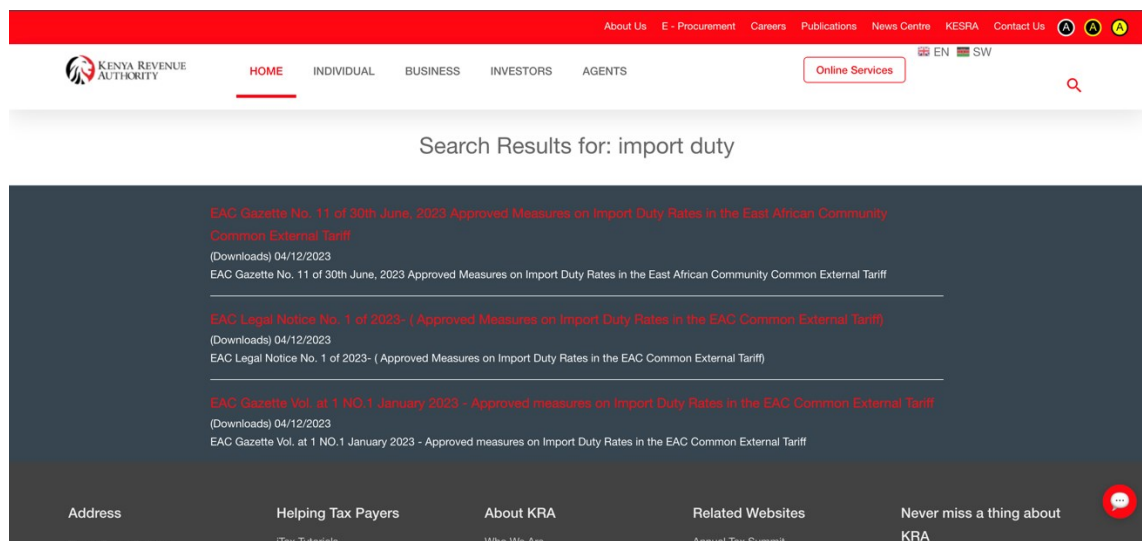 About Us E - Procurement Careers Publications News Centre KESRA Contact Us A A A
KENYA REVENUE
AUTHORITY
HOME INDIVIDUAL BUSINESS INVESTORS AGENTS
Online Services
EN SW
Search Results for: import duty
EAC Gazette No. 11 of 30th June, 2023 Approved Measures on Import Duty Rates in the East African Community
Common External Tariff
(Downloads) 04/12/2023
EAC Gazette No. 11 of 30th June, 2023 Approved Measures on Import Duty Rates in the East African Community Common External Tariff
EAC Legal Notice No. 1 of 2023- ( Approved Measures on Import Duty Rates in the EAC Common External Tariff)
(Downloads) 04/12/2023
EAC Legal Notice No. 1 of 2023- ( Approved Measures on Import Duty Rates in the EAC Common External Tariff)
EAC Gazette Vol. at 1 NO.1 January 2023 - Approved measures on Import Duty Rates in the EAC Common External Tariff
(Downloads) 04/12/2023
EAC Gazette Vol. at 1 NO.1 January 2023 - Approved measures on Import Duty Rates in the EAC Common External Tariff
Address Helping Tax Payers About KRA Related Websites Never miss a thing about
KRA
iTax Tutorials Who We Are Annual Tax Summit